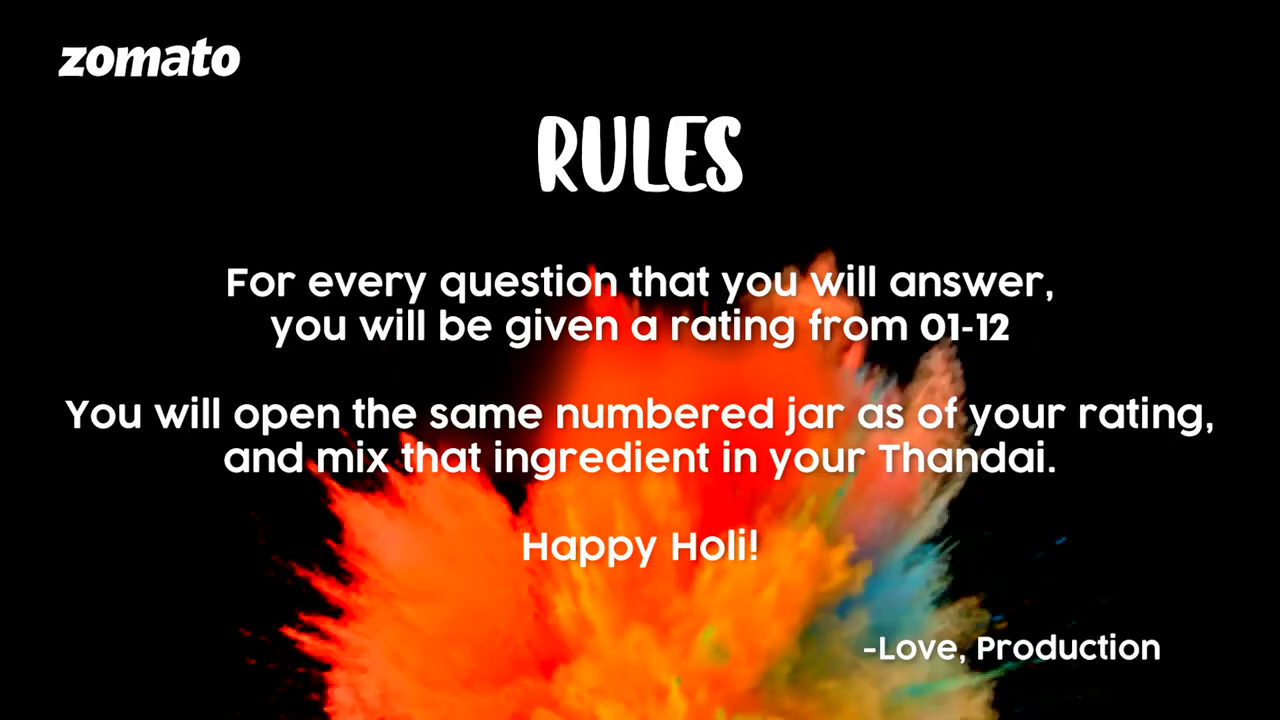 zomato
RULES
For every question that you will answer,
you will be given a rating from 01-12
You will open the same numbered jar as of your rating,
and mix that ingredient in your Thandai.
Happy Holi!
-Love, Production